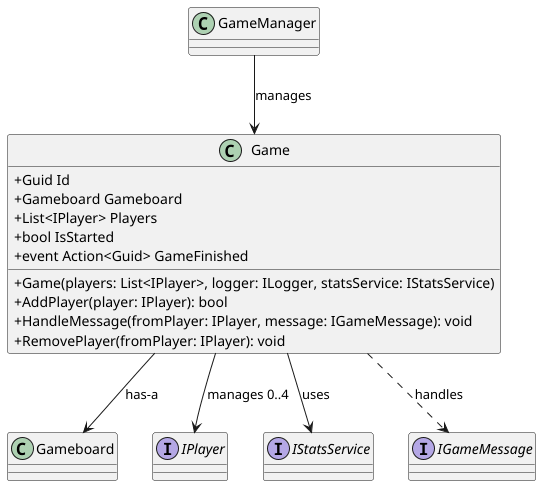 C GameManager
manages
C Game
+Guid Id
+Gameboard Gameboard
+List<IPlayer> Players
+bool IsStarted
+event Action<Guid> GameFinished
+Game(players: List<IPlayer>, logger: ILogger, statsService: IStatsService)
+AddPlayer(player: IPlayer): bool
+HandleMessage(fromPlayer: IPlayer, message: IGameMessage): void
+RemovePlayer(fromPlayer: IPlayer): void
has-a
manages 0..4
uses
handles
C Gameboard
I IPlayer
I IStatsService
I IGameMessage